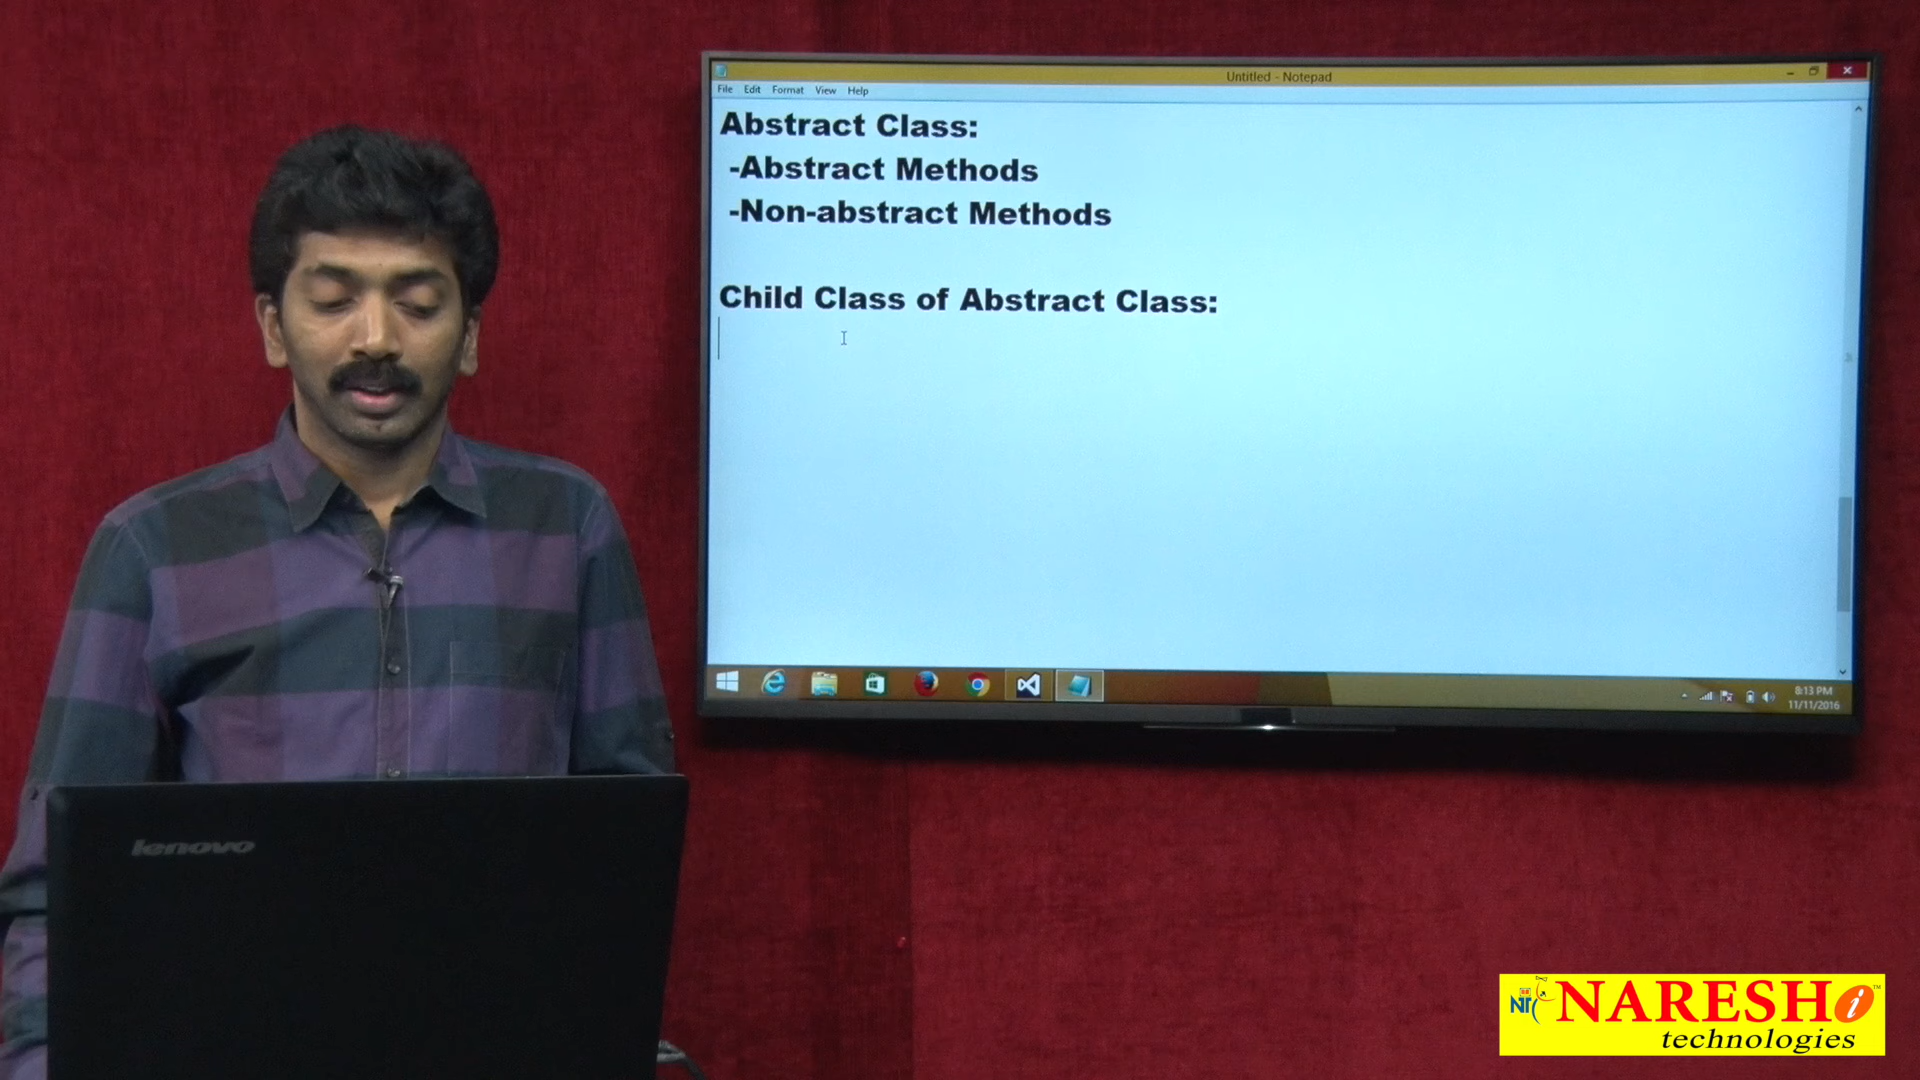 Untitled - Notepad
File Edit Format View Help
Abstract Class:
-Abstract Methods
-Non-abstract Methods
Child Class of Abstract Class:
8:13 PM
11/11/2016
lenovo
NARESH i ™
technologies